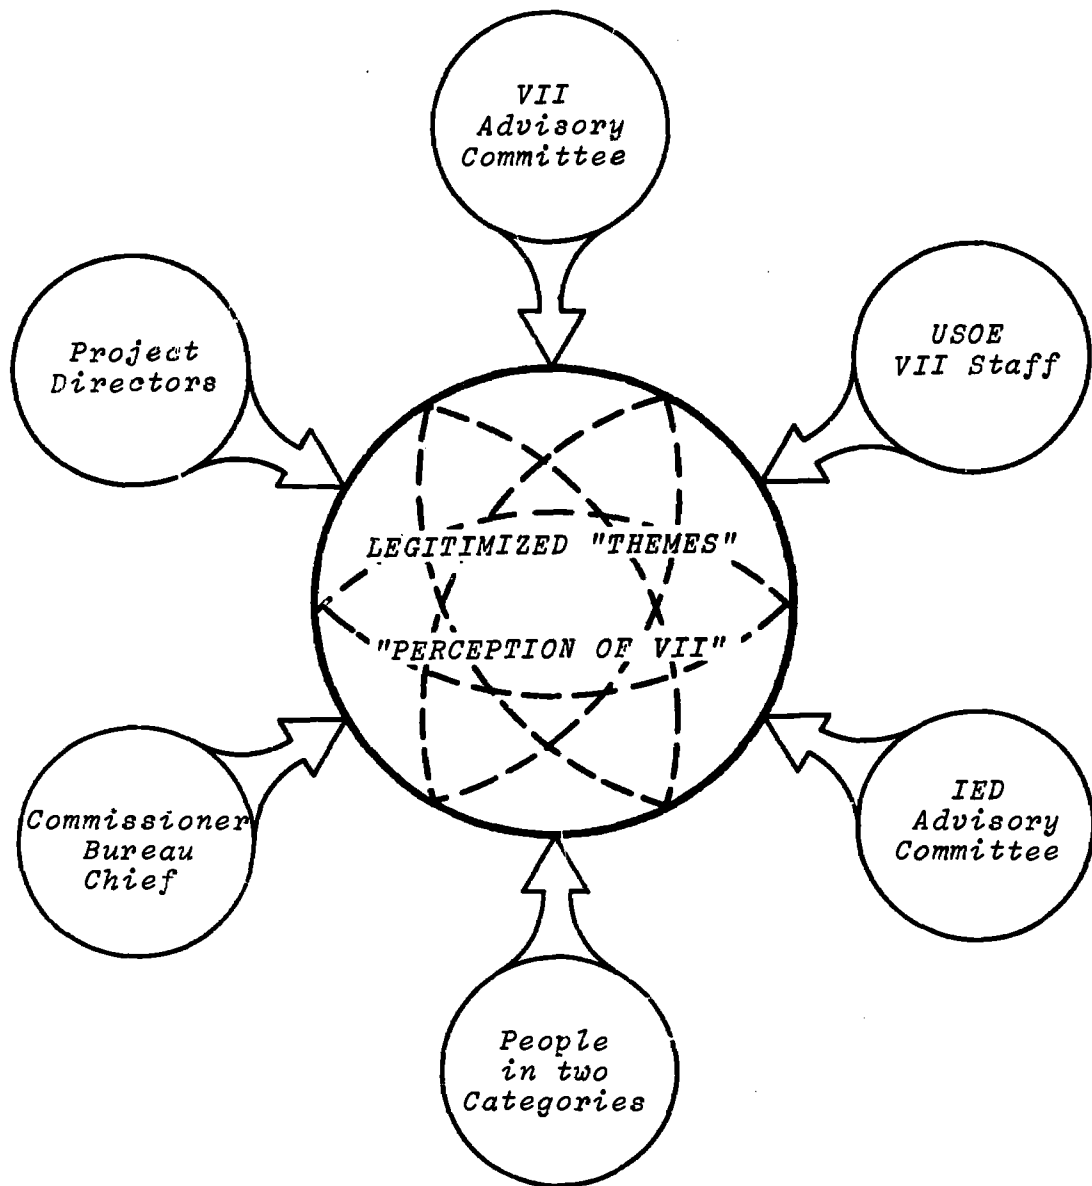 VII
Advisory
Committee
Project
Directors
USOE
VII Staff
LEGITIMIZED "THEMES"
"PERCEPTION OF VII"
Commissioner
Bureau
Chief
IED
Advisory
Committee
People
in two
Categories